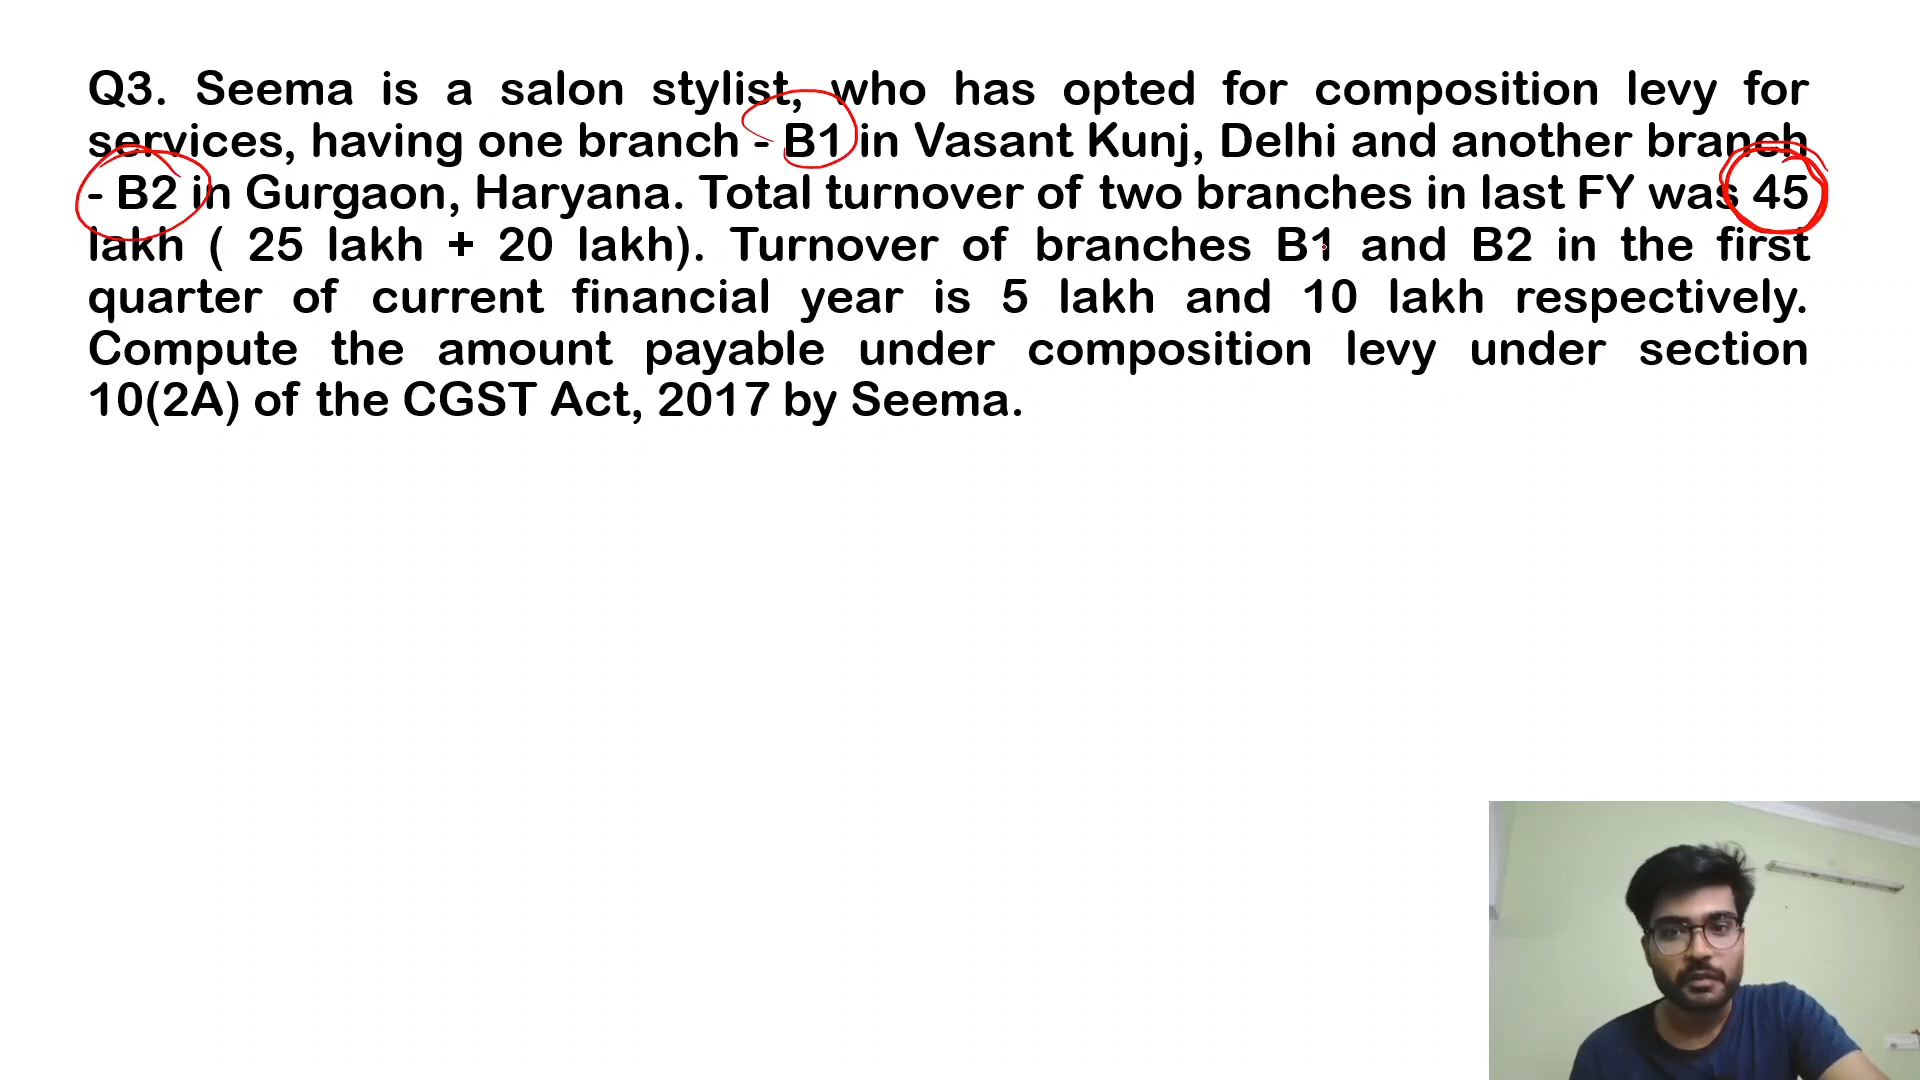 Q3. Seema is a salon stylist, who has opted for composition levy for
services, having one branch - B1 in Vasant Kunj, Delhi and another branch
- B2 in Gurgaon, Haryana. Total turnover of two branches in last FY was 45
lakh ( 25 lakh + 20 lakh). Turnover of branches B1 and B2 in the first
quarter of current financial year is 5 lakh and 10 lakh respectively.
Compute the amount payable under composition levy under section
10(2A) of the CGST Act, 2017 by Seema.